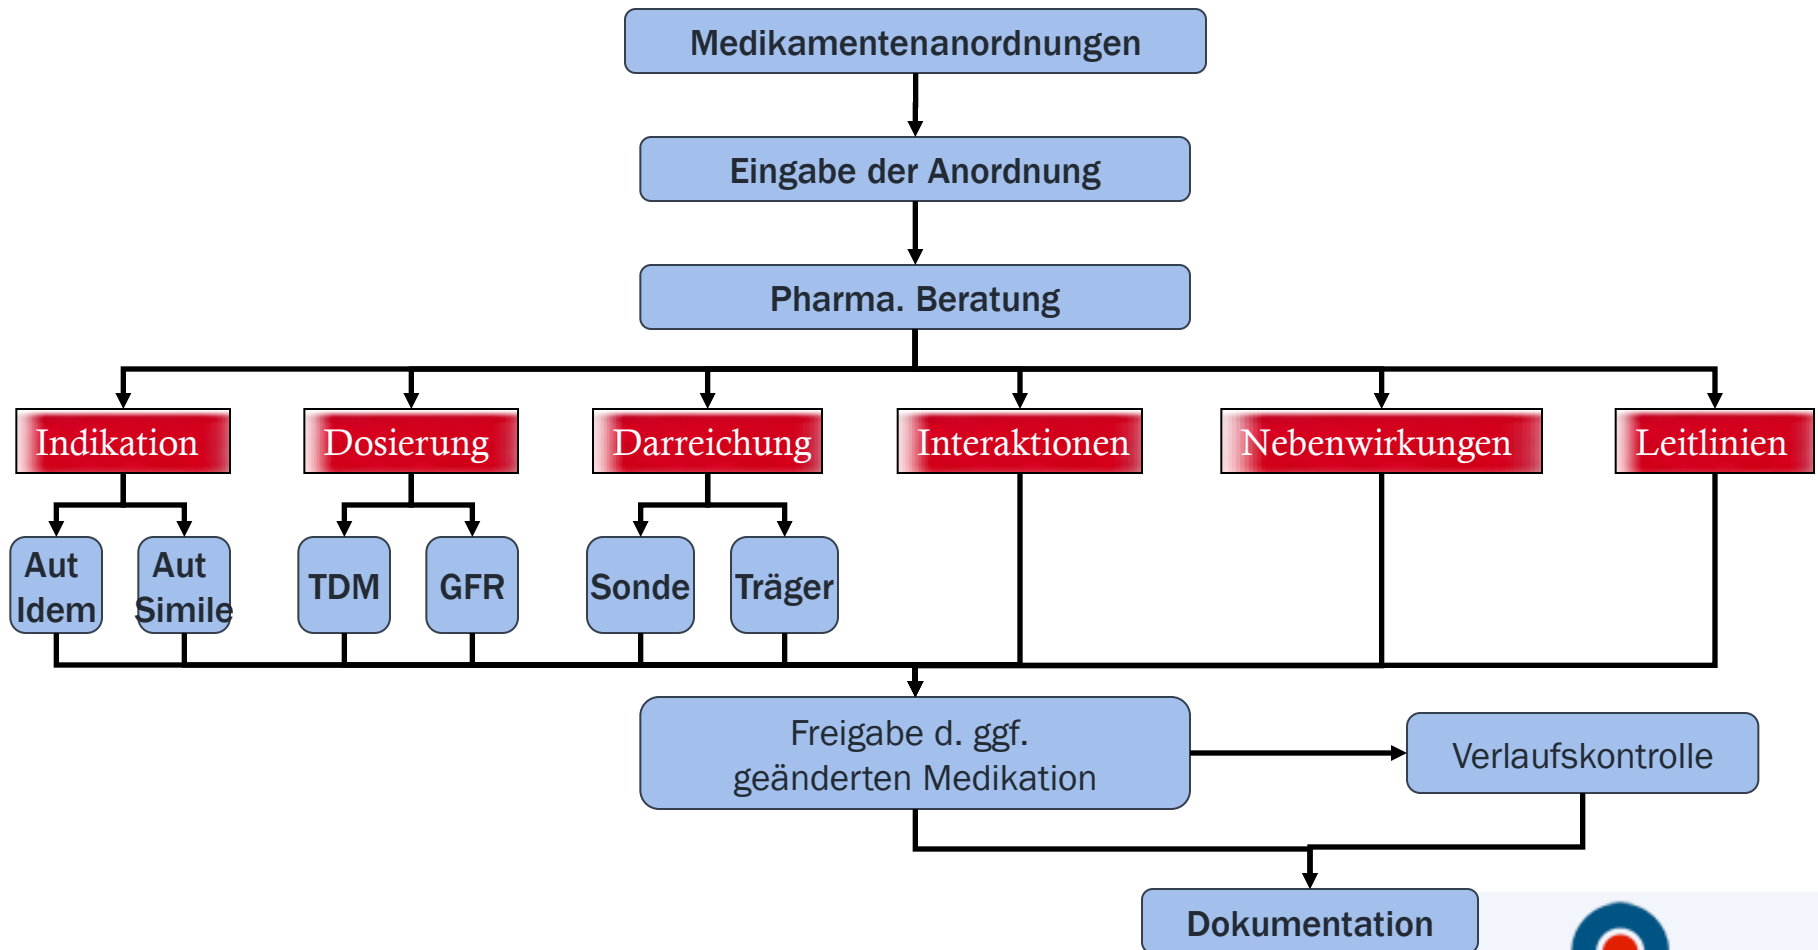 Medikamentenanordnungen
Eingabe der Anordnung
Pharma. Beratung
Indikation
Dosierung
Darreichung
Interaktionen
Nebenwirkungen
Leitlinien
Aut
Idem
Aut
Simile
TDM
GFR
Sonde
Träger
Freigabe d. ggf.
geänderten Medikation
Verlaufskontrolle
Dokumentation